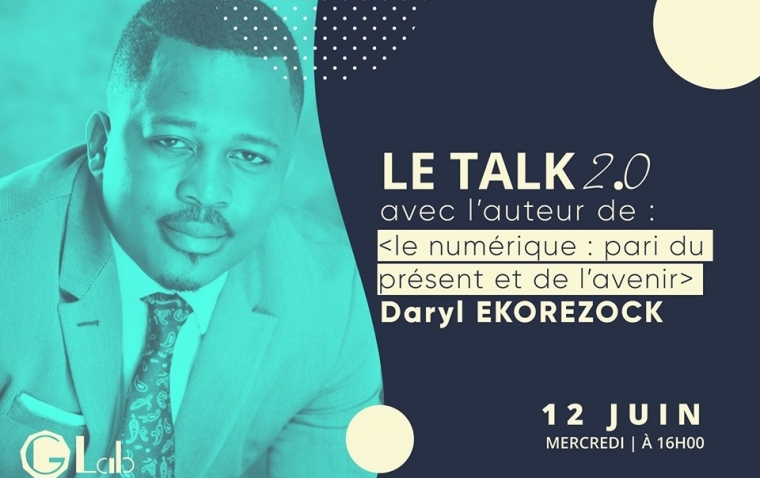 LE TALK 2.0
avec l'auteur de :
<le numérique : pari du
présent et de l'avenir>
Daryl EKOREZOCK
12 JUIN
MERCREDI | À 16H00
G Lab